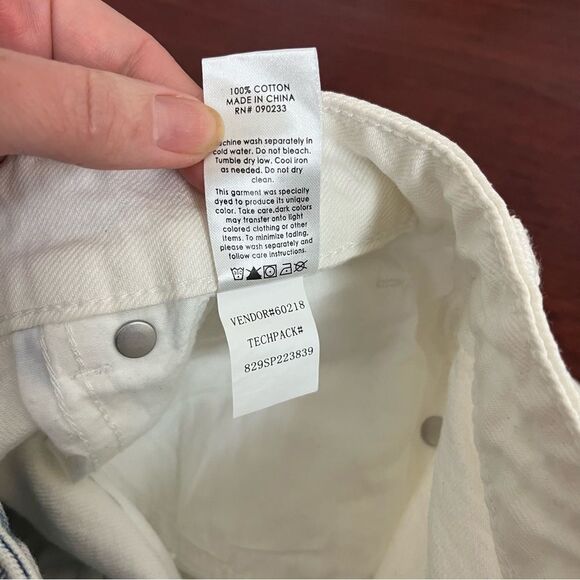 100% COTTON
MADE IN CHINA
RN# 090233
wash separately in
cold water. Do not bleach.
Tumble dry low. Cool iron
as needed. Do not dry
clean.
This garment was specialty
dyed to produce its unique
color. Take care,dark colors
may transfer onto light
colored clothing or other
items. To minimize fading,
please wash separately and
follow care instructions.
VENDOR#60218
TECHPACK#
829SP223839